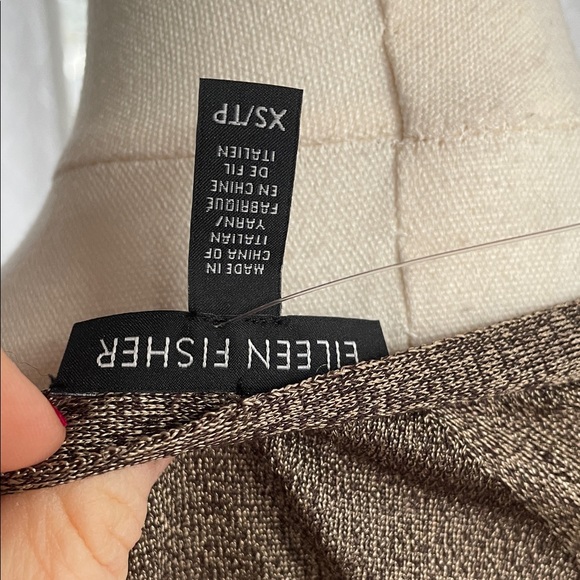 EILEEN FISHER
MADE IN
CHINA OF
ITALIAN
YARN/
FABRIQUÉ
EN CHINE
DE FIL
ITALIEN
XS/TP